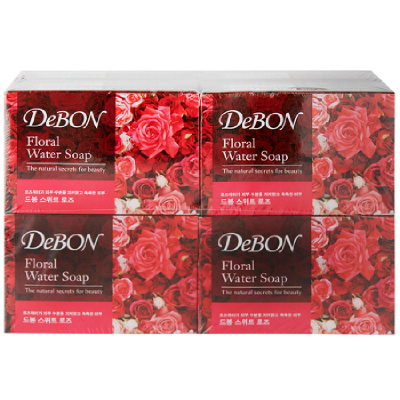 DeBON
Floral
Water Soap
The natural secrets for beauty
드봉 스위트 로즈
DeBON
Floral
Water Soap
The natural secrets for beauty
드봉 스위트 로즈
DeBON
Floral
Water Soap
The natural secrets for beauty
드봉 스위트 로즈
DeBON
Floral
Water Soap
The natural secrets for beauty
드봉 스위트 로즈